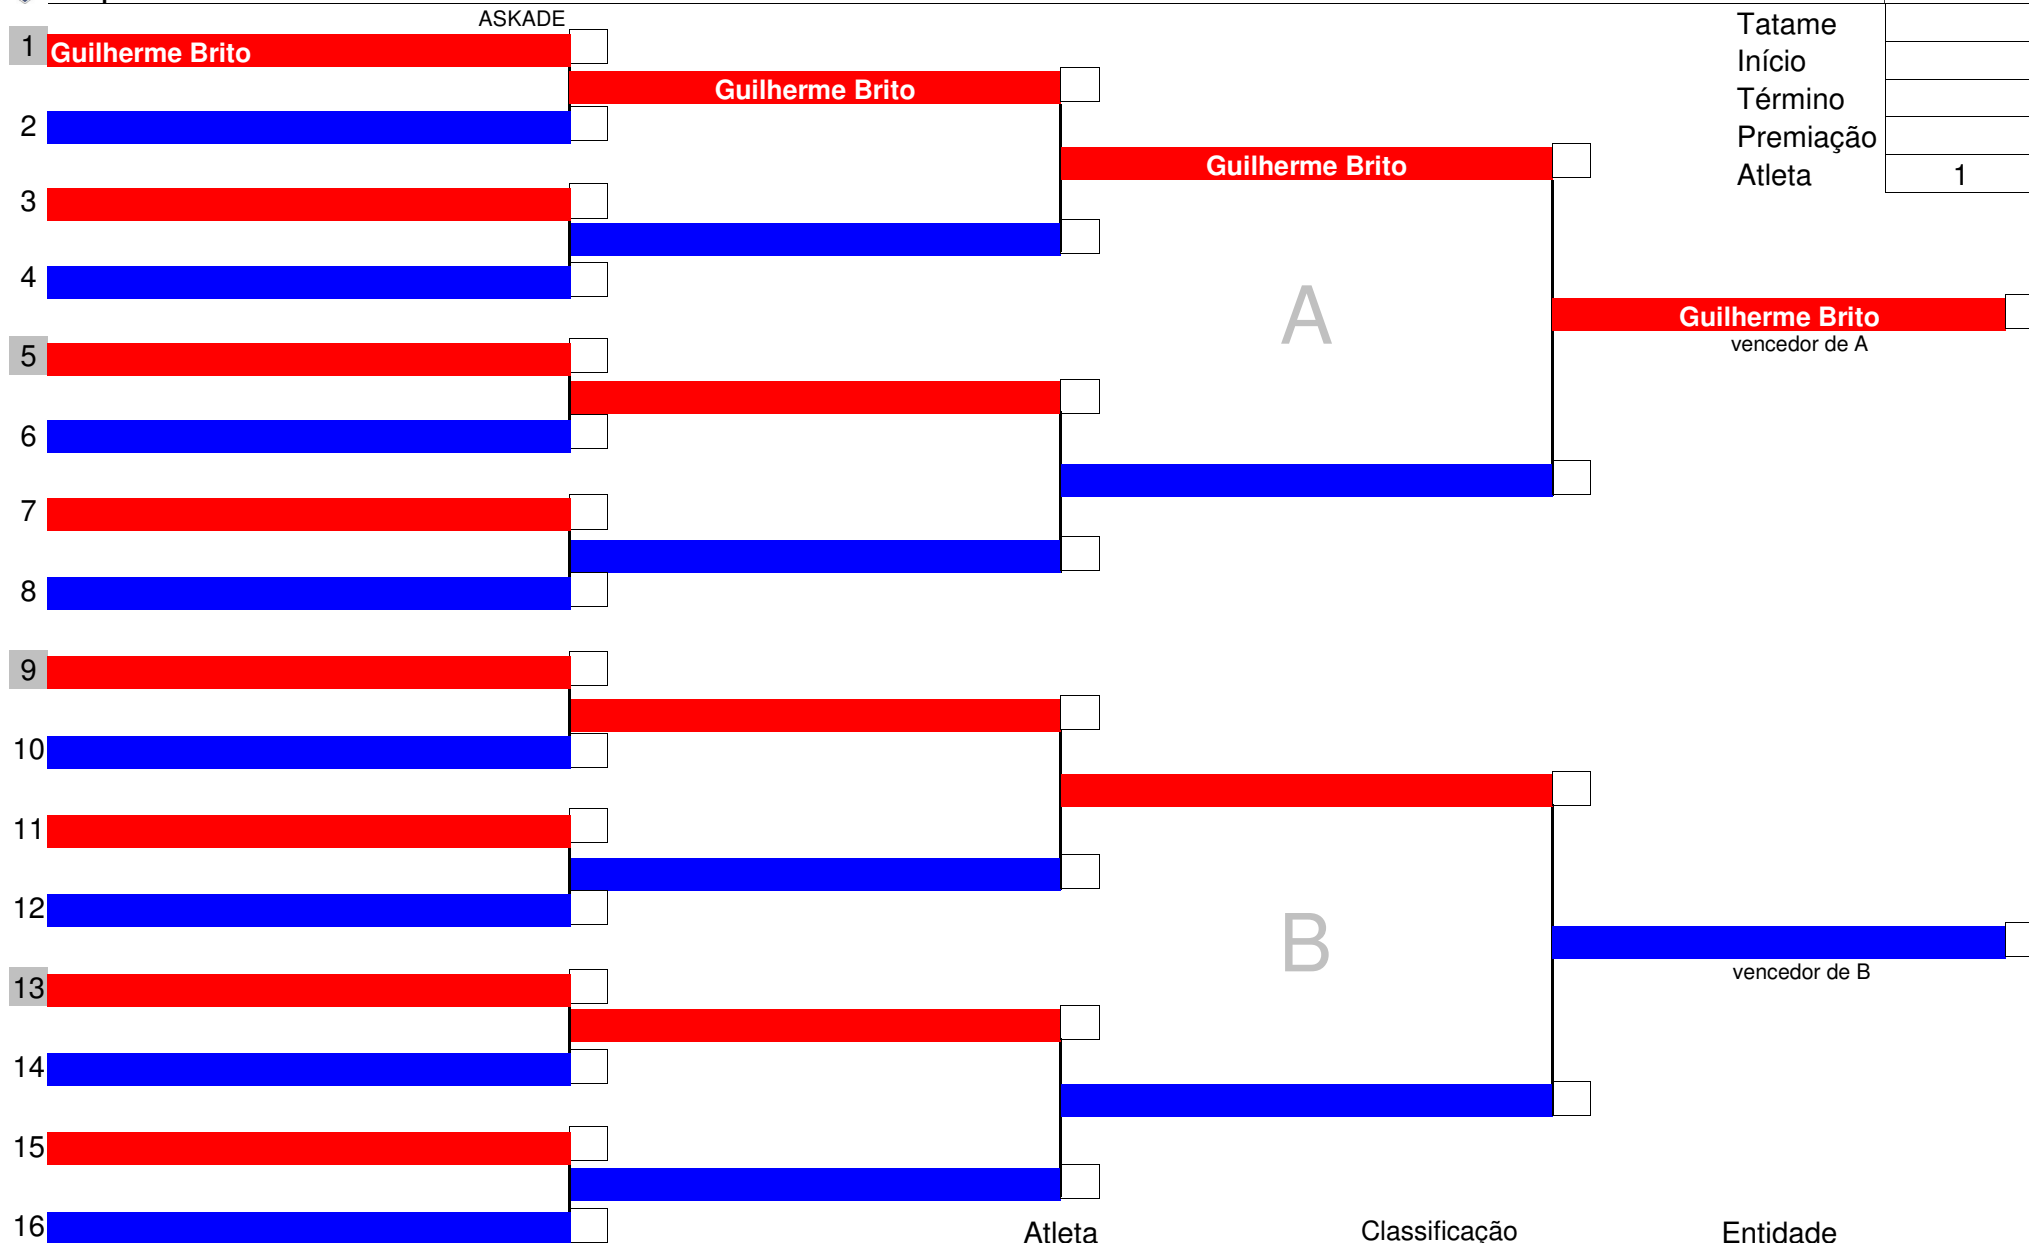 ASKADE
Tatame
1 Guilherme Brito
Início
Guilherme Brito
Término
2
Premiação
Guilherme Brito
Atleta 1
3
4
A
Guilherme Brito
vencedor de A
5
6
7
8
9
10
11
12
B
vencedor de B
13
14
15
16
Atleta Classificação Entidade